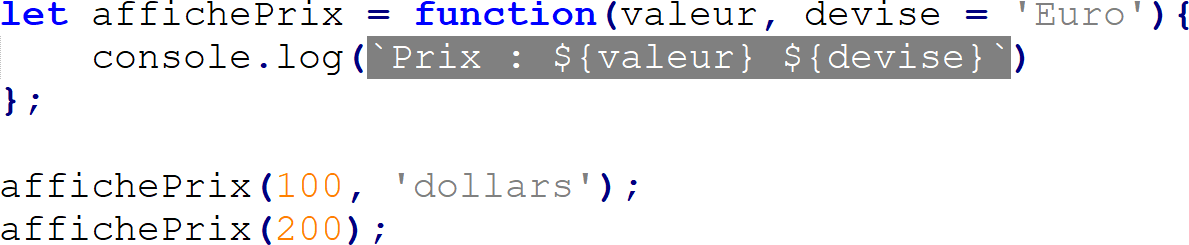 let affichePrix = function(valeur, devise = 'Euro'){
    console.log(`Prix : ${valeur} ${devise}`)
};

affichePrix(100, 'dollars');
affichePrix(200);